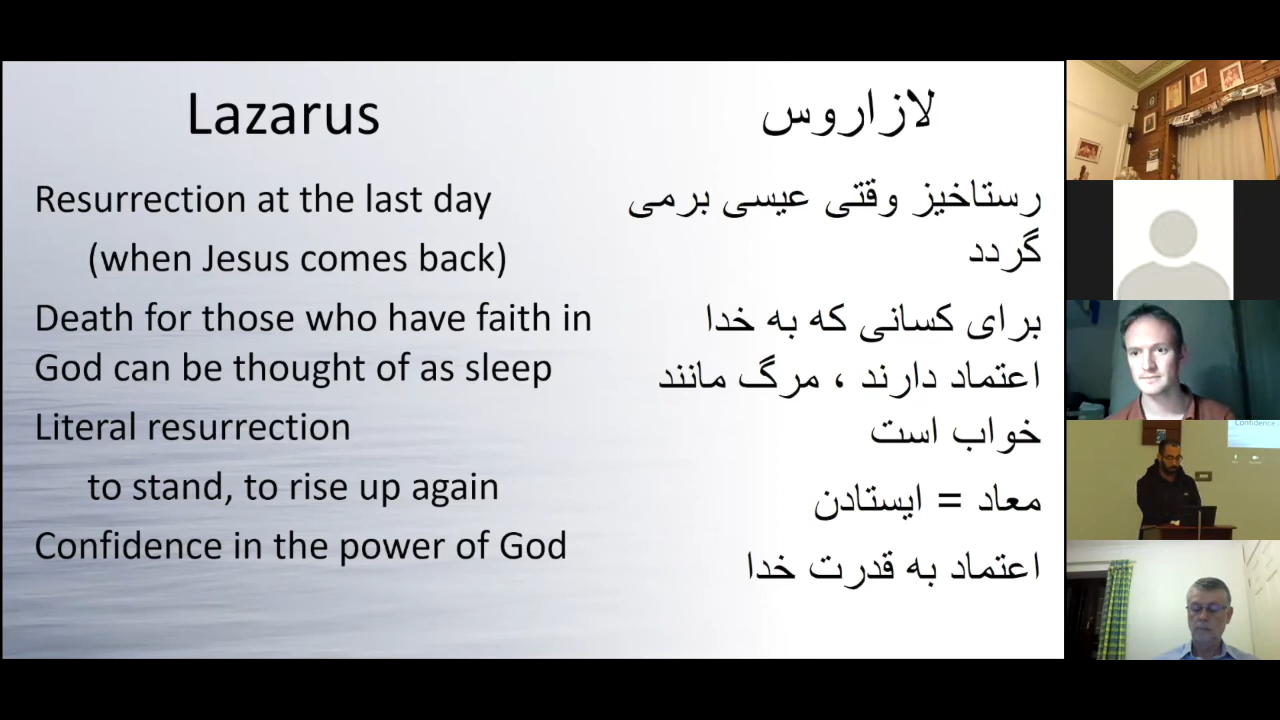 Lazarus
Resurrection at the last day
(when Jesus comes back)
Death for those who have faith in
God can be thought of as sleep
Literal resurrection
to stand, to rise up again
Confidence in the power of God
لازاروس
رستاخیز وقتی عیسی برمی
گردد
برای کسانی که به خدا
اعتماد دارند ، مرگ مانند
خواب است
معاد = ایستادن
اعتماد به قدرت خدا
Confidence